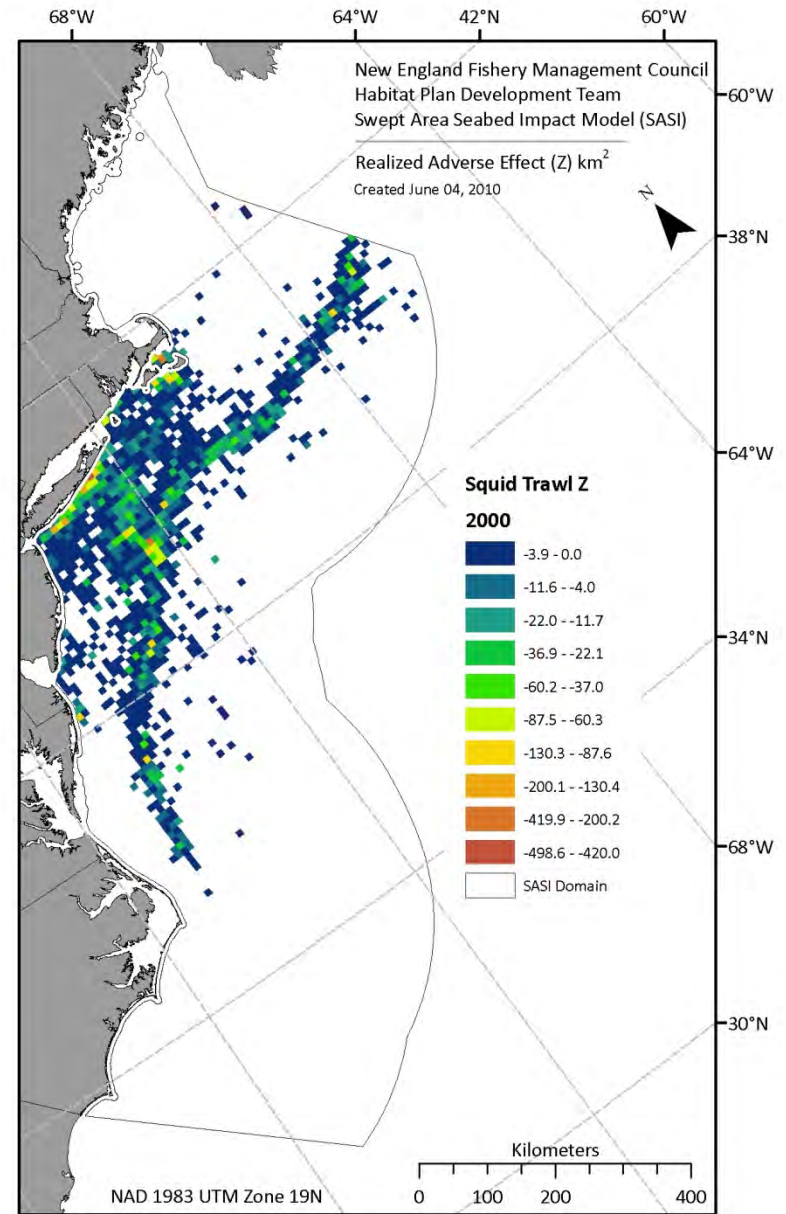 68°W 64°W 42°N 60°W
New England Fishery Management Council
Habitat Plan Development Team
Swept Area Seabed Impact Model (SASI)
Realized Adverse Effect (Z) km²
Created June 04, 2010
N
60°W
38°N
64°W
34°N
68°W
30°N
Squid Trawl Z
2000
-3.9 - 0.0
-11.6 - -4.0
-22.0 - -11.7
-36.9 - -22.1
-60.2 - -37.0
-87.5 - -60.3
-130.3 - -87.6
-200.1 - -130.4
-419.9 - -200.2
-498.6 - -420.0
SASI Domain
Kilometers
0 100 200 400
NAD 1983 UTM Zone 19N